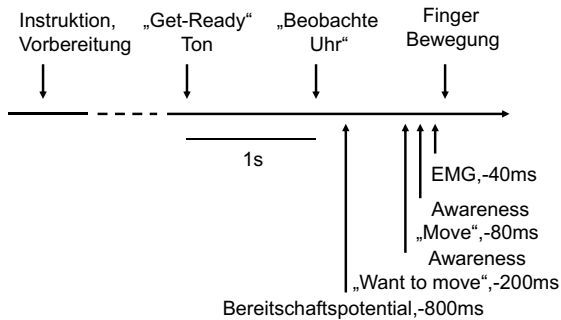 Instruktion,
Vorbereitung
„Get-Ready"
Ton
„Beobachte
Uhr"
Finger
Bewegung
1s
EMG,-40ms
Awareness
„Move",-80ms
Awareness
„Want to move",-200ms
Bereitschaftspotential,-800ms